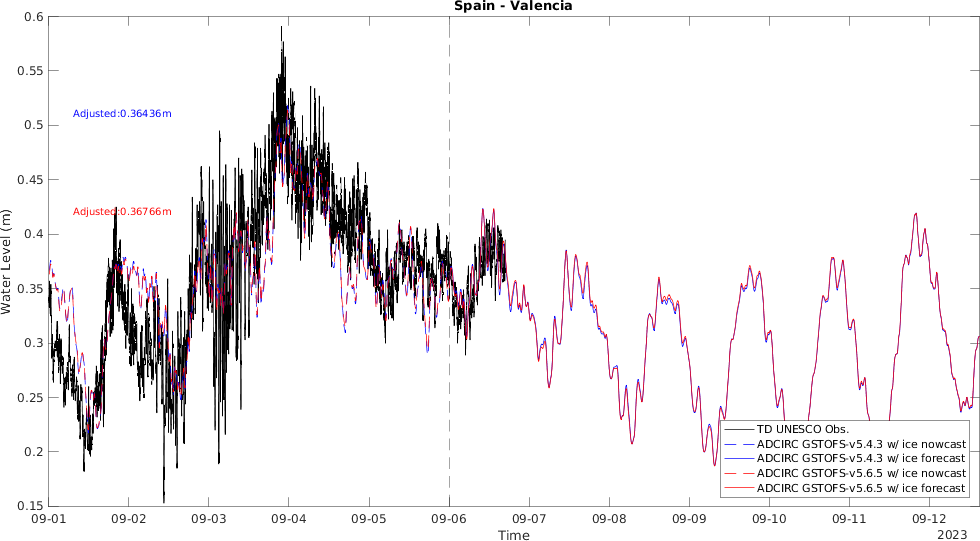 Spain - Valencia
0.6
0.55
0.5
0.45
0.4
0.35
0.3
0.25
0.2
0.15
Water Level (m)
Adjusted:0.36436m
Adjusted:0.36766m
TD UNESCO Obs.
ADCIRC GSTOFS-v5.4.3 w/ ice nowcast
ADCIRC GSTOFS-v5.4.3 w/ ice forecast
ADCIRC GSTOFS-v5.6.5 w/ ice nowcast
ADCIRC GSTOFS-v5.6.5 w/ ice forecast
09-01 09-02 09-03 09-04 09-05 09-06 09-07 09-08 09-09 09-10 09-11 09-12
Time
2023